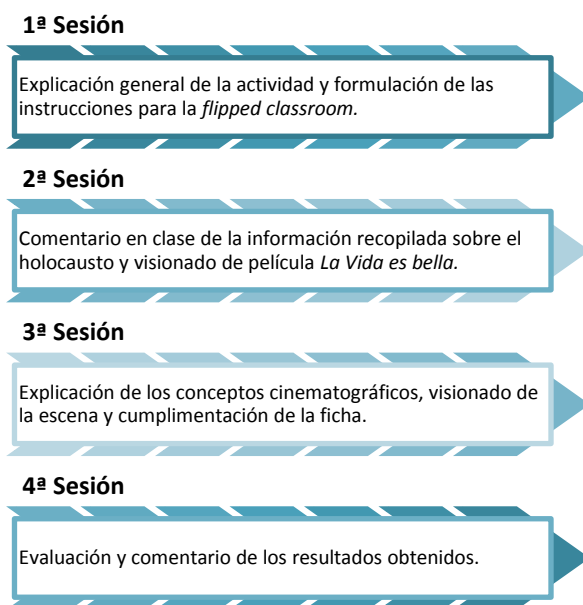 1ª Sesión
Explicación general de la actividad y formulación de las
instrucciones para la flipped classroom.
2ª Sesión
Comentario en clase de la información recopilada sobre el
holocausto y visionado de película La Vida es bella.
3ª Sesión
Explicación de los conceptos cinematográficos, visionado de
la escena y cumplimentación de la ficha.
4ª Sesión
Evaluación y comentario de los resultados obtenidos.